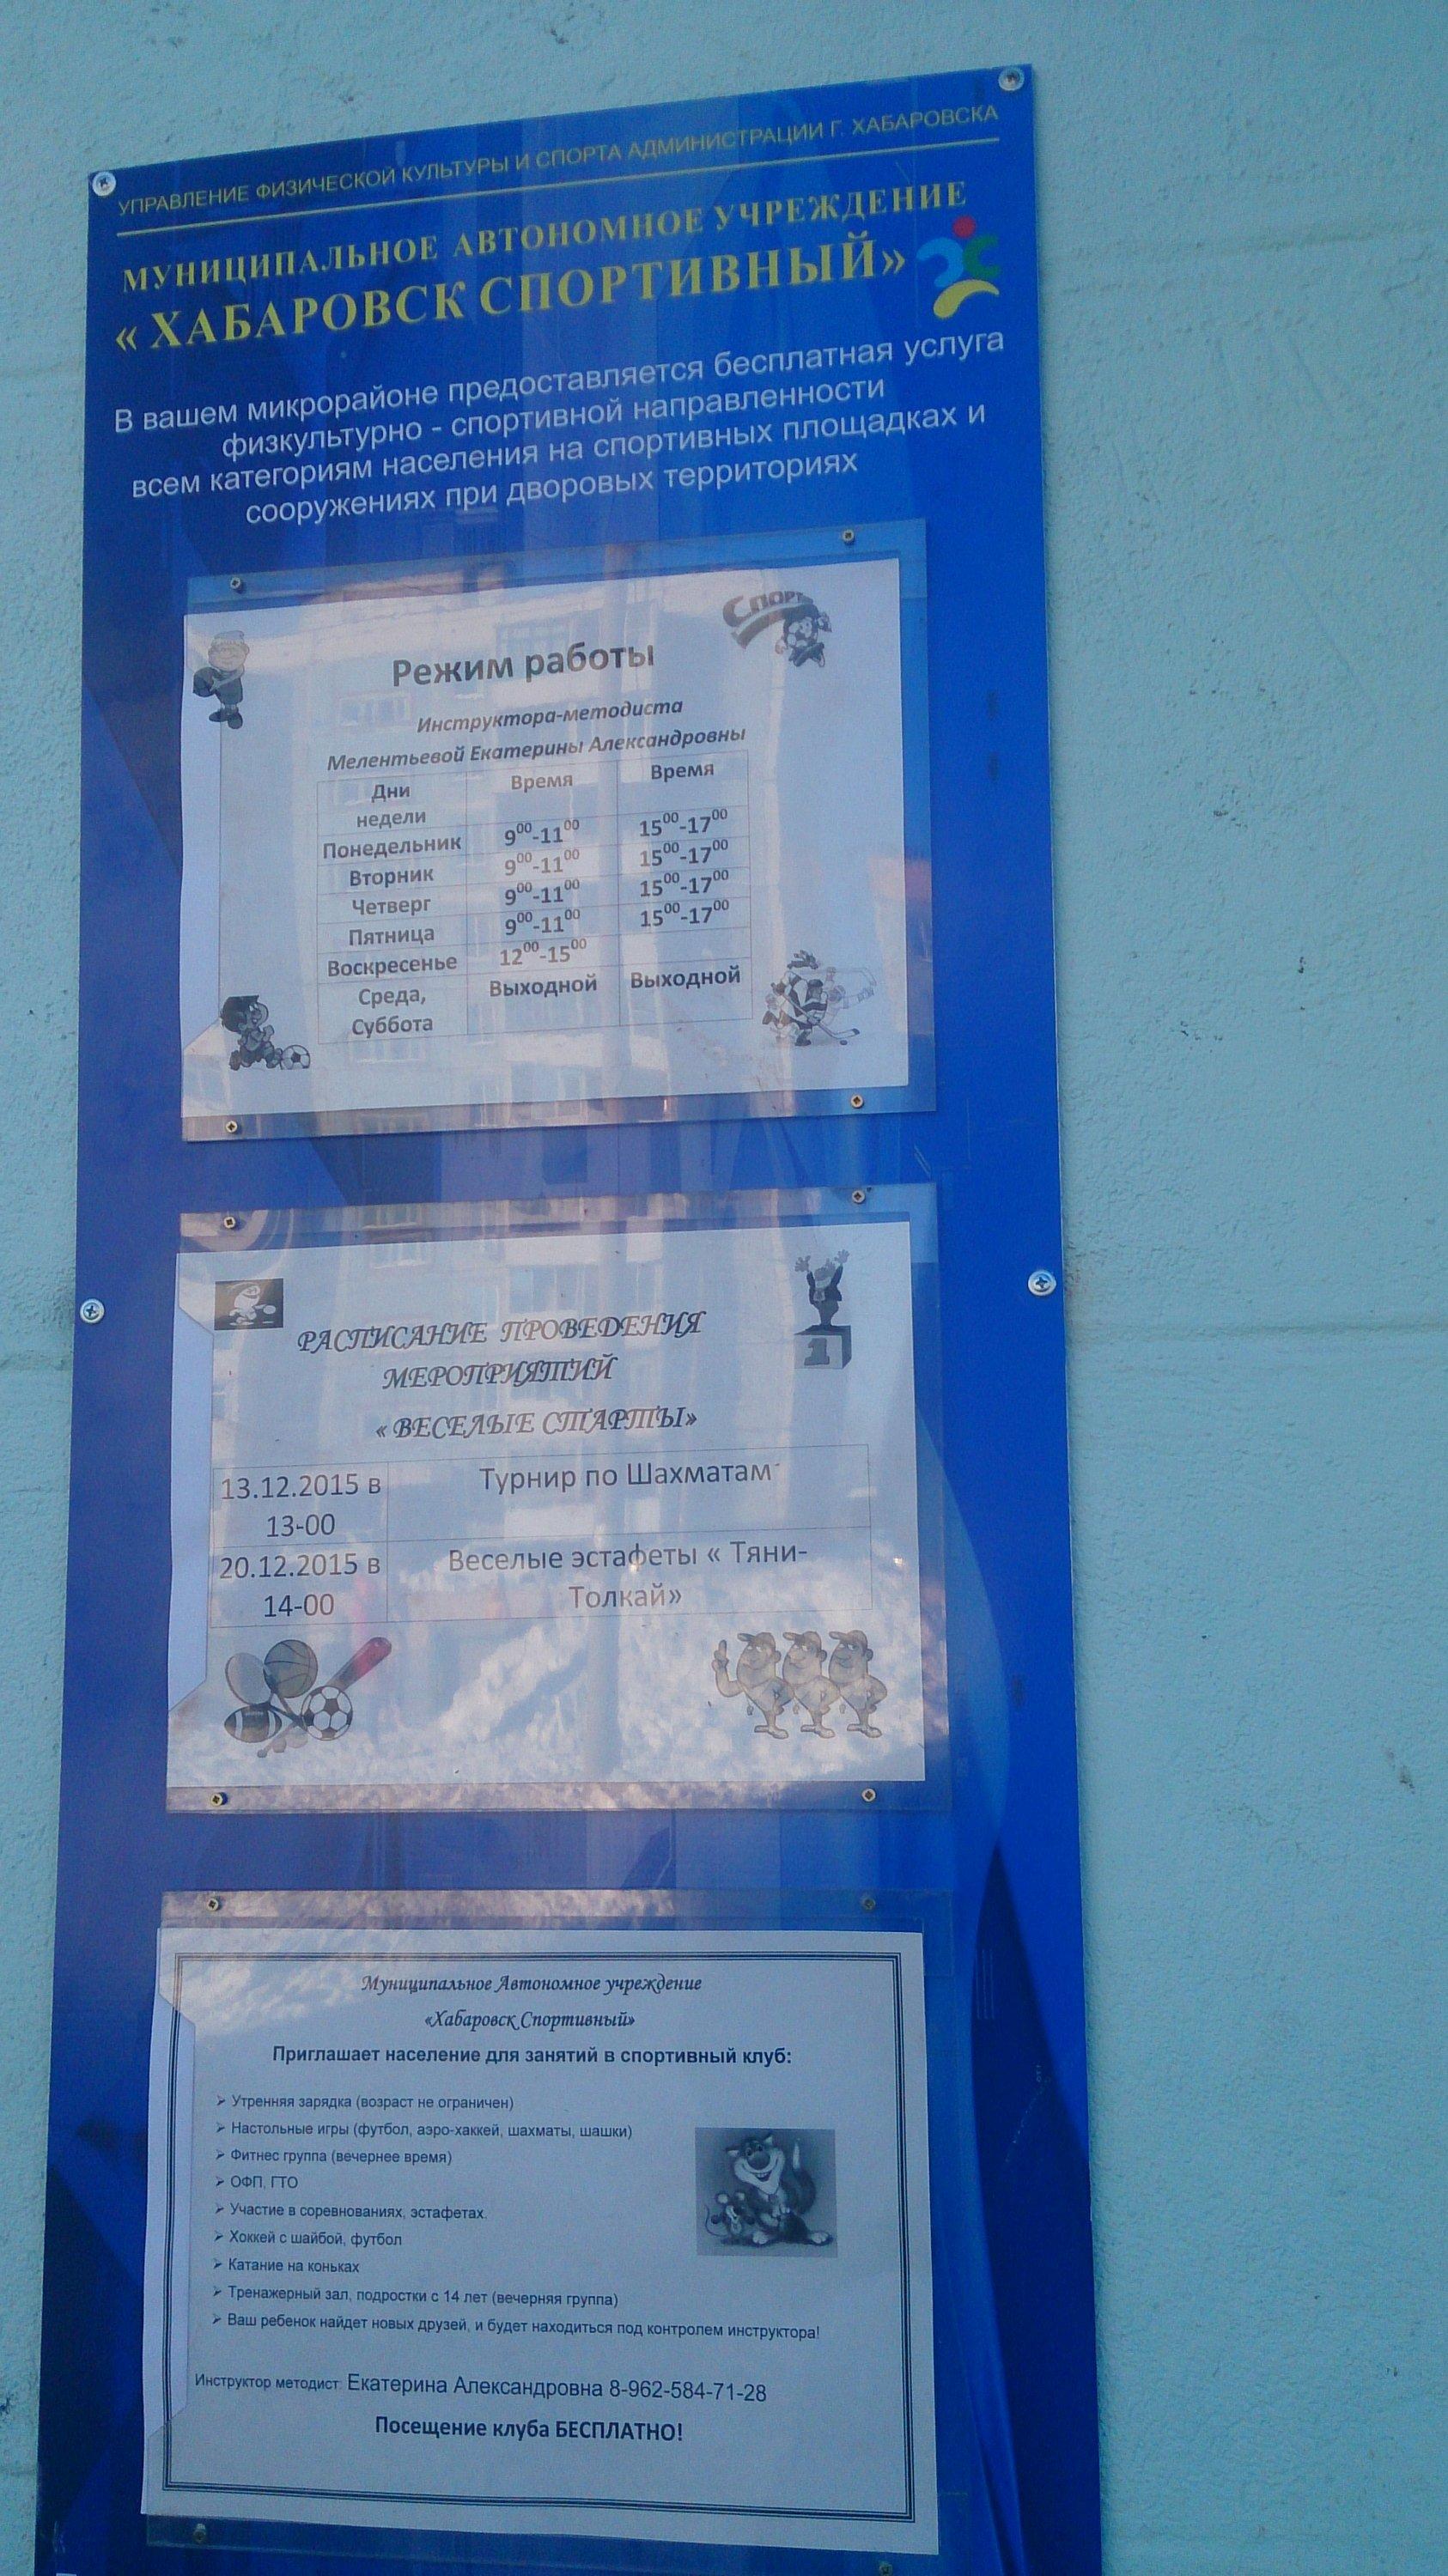 УПРАВЛЕНИЕ ФИЗИЧЕСКОЙ КУЛЬТУРЫ И СПОРТА АДМИНИСТРАЦИИ Г. ХАБАРОВСКА
МУНИЦИПАЛЬНОЕ АВТОНОМНОЕ УЧРЕЖДЕНИЕ
« ХАБАРОВСК СПОРТИВНЫЙ»
В вашем микрорайоне предоставляется бесплатная услуга
физкультурно - спортивной направленности
всем категориям населения на спортивных площадках и
сооружениях при дворовых территориях
Спорт
Режим работы
Инструктора-методиста
Мелентьевой Екатерины Александровны
Дни недели Время Время
Понедельник 9⁰⁰-11⁰⁰ 15⁰⁰-17⁰⁰
Вторник 9⁰⁰-11⁰⁰ 15⁰⁰-17⁰⁰
Четверг 9⁰⁰-11⁰⁰ 15⁰⁰-17⁰⁰
Пятница 9⁰⁰-11⁰⁰ 15⁰⁰-17⁰⁰
Воскресенье 12⁰⁰-15⁰⁰
Среда, Выходной Выходной
Суббота
РАСПИСАНИЕ ПРОВЕДЕНИЯ
МЕРОПРИЯТИЙ
« ВЕСЕЛЫЕ СТАРТЫ»
1
13.12.2015 в Турнир по Шахматам
13-00
20.12.2015 в Веселые эстафеты « Тяни-
14-00 Толкай»
Муниципальное Автономное учреждение
«Хабаровск Спортивный»
Приглашает население для занятий в спортивный клуб:
➢ Утренняя зарядка (возраст не ограничен)
➢ Настольные игры (футбол, аэро-хаккей, шахматы, шашки)
➢ Фитнес группа (вечернее время)
➢ ОФП, ГТО
➢ Участие в соревнованиях, эстафетах.
➢ Хоккей с шайбой, футбол
➢ Катание на коньках
➢ Тренажерный зал, подростки с 14 лет (вечерняя группа)
➢ Ваш ребенок найдет новых друзей, и будет находиться под контролем инструктора!
Инструктор методист: Екатерина Александровна 8-962-584-71-28
Посещение клуба БЕСПЛАТНО!